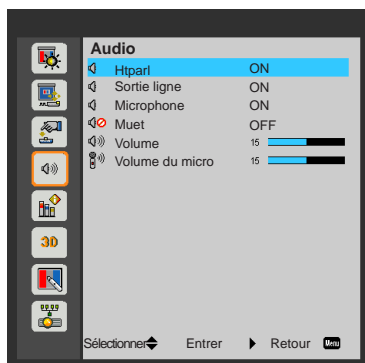 Audio
Htparl ON
Sortie ligne ON
Microphone ON
Muet OFF
Volume 15
Volume du micro 15
3D
Sélectionner Entrer Retour Menu